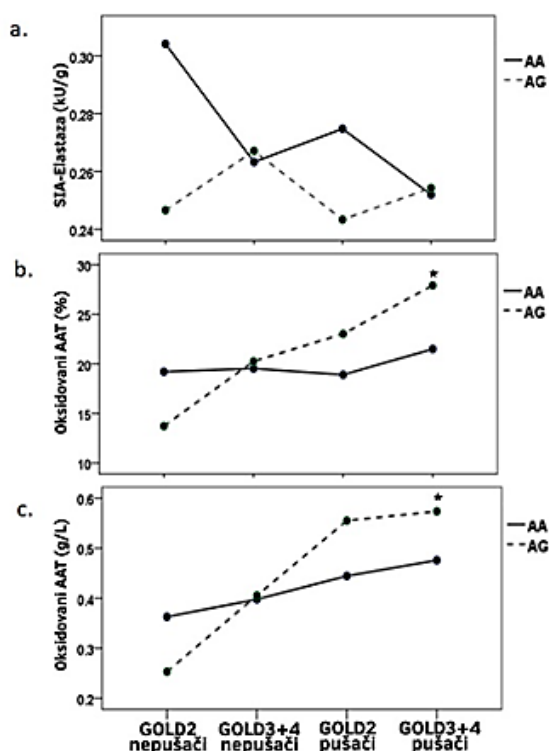 a.
SIA-Elastaza (kU/g)
0.30
0.28
0.26
0.24
AA
AG
b.
Oksidovani AAT (%)
30
25
20
15
10
*
AA
AG
c.
Oksidovani AAT (g/L)
0.6
0.5
0.4
0.3
0.2
*
AA
AG
GOLD2 nepušači
GOLD3+4 nepušači
GOLD2 pušači
GOLD3+4 pušači